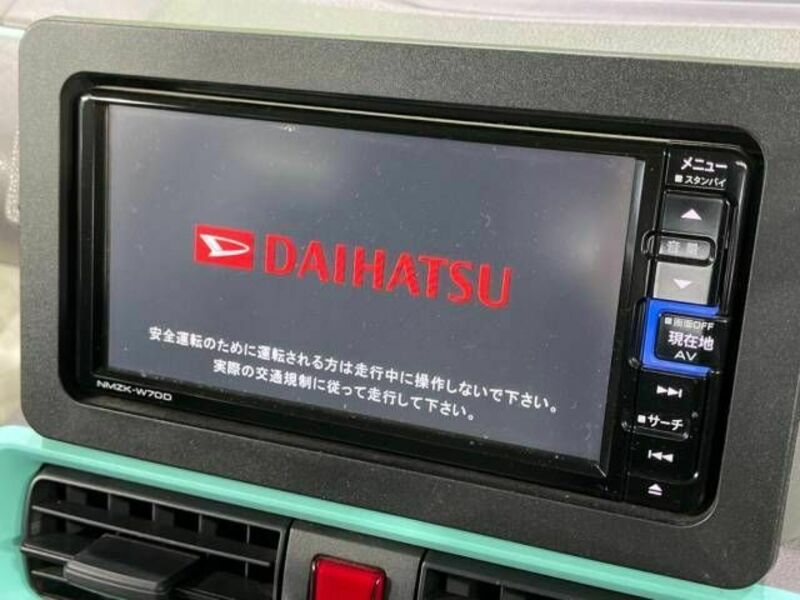 DAIHATSU
安全運転のために運転される方は走行中に操作しないで下さい。
実際の交通規制に従って走行して下さい。
NMZK-W70D
メニュー
スタンバイ
音量
画面OFF
現在地
AV
サーチ